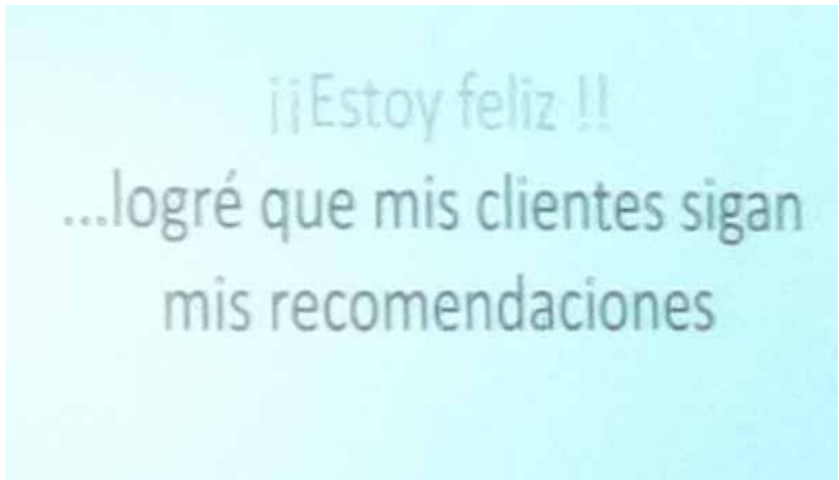 ¡¡Estoy feliz !!
...logré que mis clientes sigan
mis recomendaciones